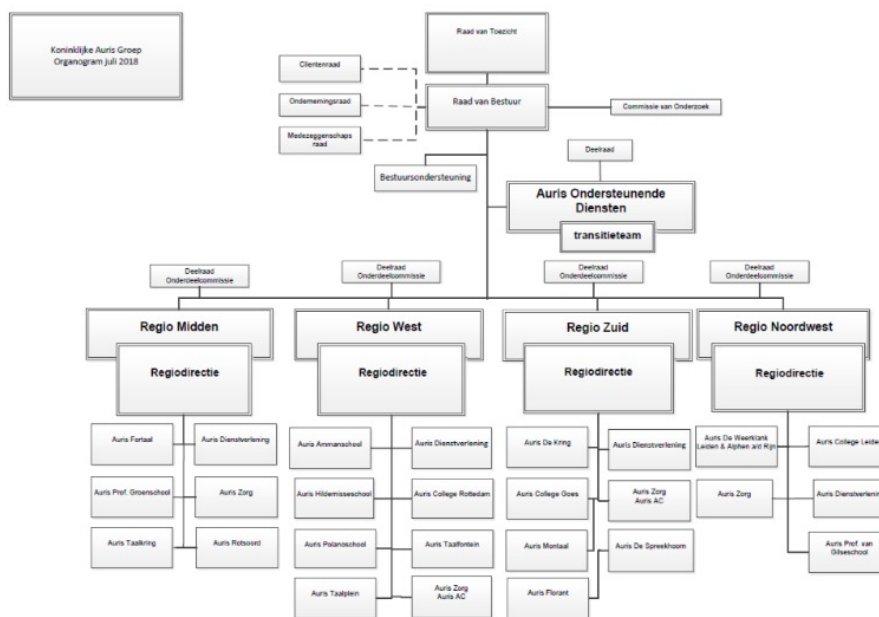 Koninklijke Auris Groep
Organogram juli 2018
Raad van Toezicht
Cliëntenraad
Ondernemingsraad
Medezeggenschaps
raad
Raad van Bestuur
Commissie van Onderzoek
Deelraad
Bestuursondersteuning
Auris Ondersteunende
Diensten
transitieteam
Deelraad
Onderdeelcommissie
Deelraad
Onderdeelcommissie
Deelraad
Onderdeelcommissie
Deelraad
Onderdeelcommissie
Regio Midden
Regiodirectie
Auris Fortaal
Auris Dienstverlening
Auris Prof. Groenschool
Auris Zorg
Auris Taalkring
Auris Rotsoord
Regio West
Regiodirectie
Auris Ammanschool
Auris Dienstverlening
Auris Hildernisseschool
Auris College Rotterdam
Auris Polanoschool
Auris Taalfontein
Auris Taalplein
Auris Zorg
Auris AC
Regio Zuid
Regiodirectie
Auris De Kring
Auris Dienstverlening
Auris College Goes
Auris Zorg
Auris AC
Auris Montaal
Auris De Spreekhoorn
Auris Florant
Regio Noordwest
Regiodirectie
Auris De Weerklank
Leiden & Alphen a/d Rijn
Auris College Leiden
Auris Zorg
Auris Dienstverlening
Auris Prof. van
Gilseschool